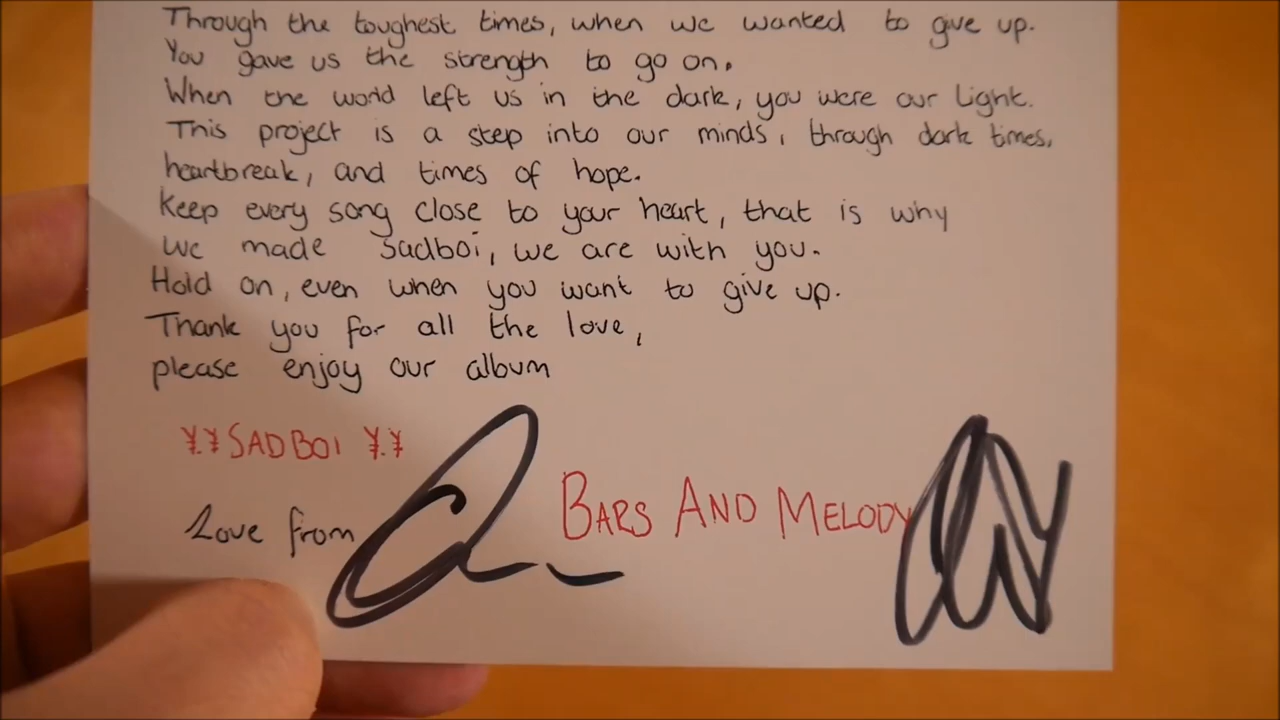 Through the toughest times, when we wanted to give up.
You gave us the strength to go on.
When the world left us in the dark, you were our Light.
This project is a step into our minds, through dark times,
heartbreak, and times of hope.
Keep every song close to your heart, that is why
we made Sadboi, we are with you.
Hold on, even when you want to give up.
Thank you for all the love,
please enjoy our album
¥.¥ SADBOI ¥.¥
Love from
BARS AND MELODY